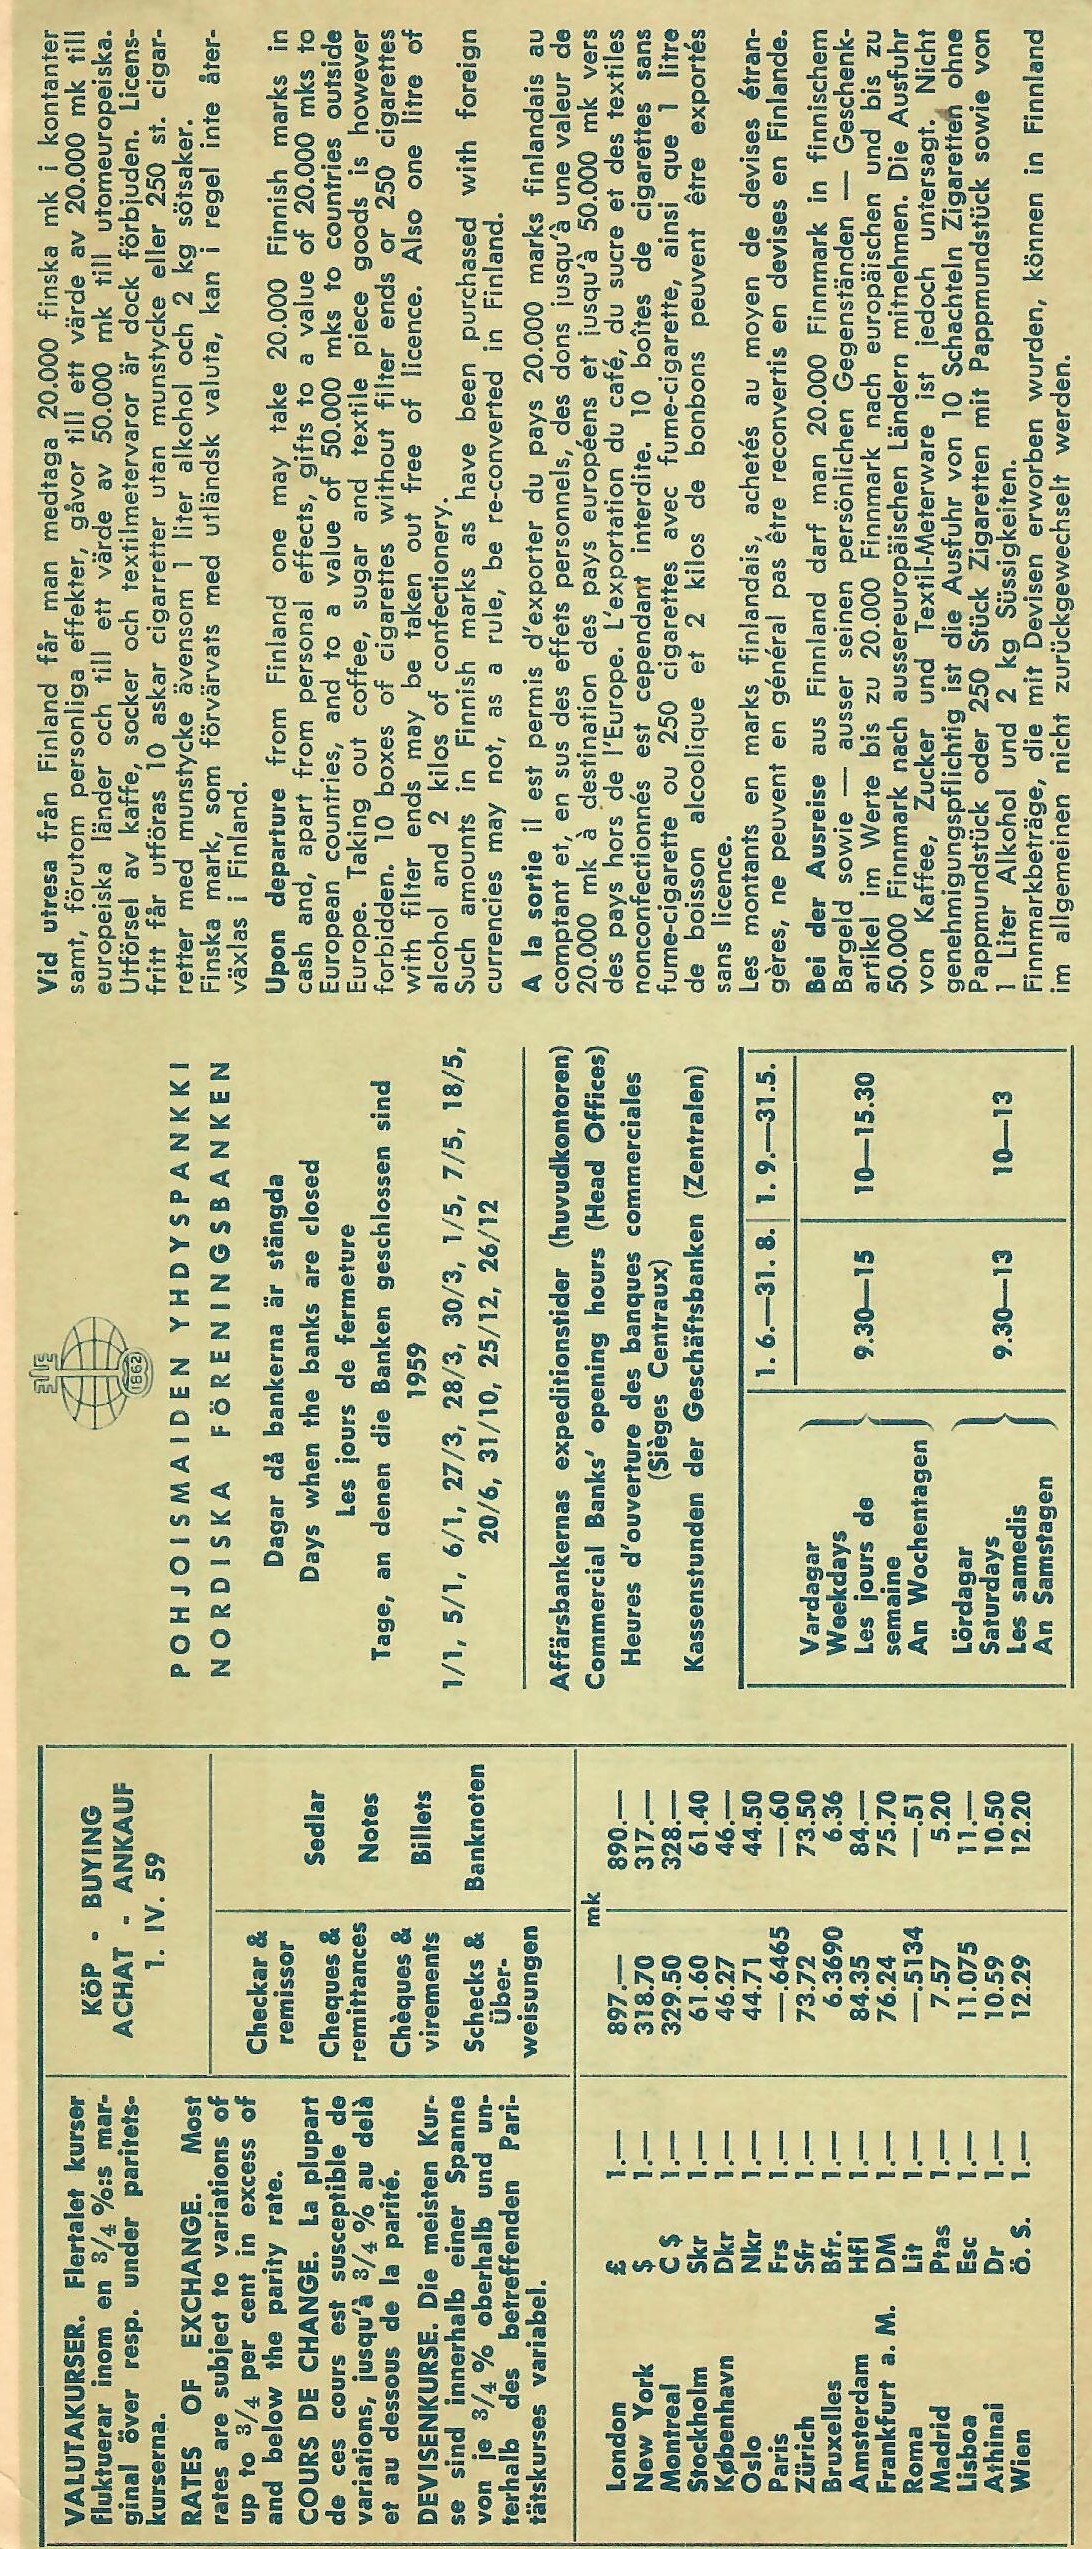 VALUTAKURSER. Flertalet kurser
fluktuerar inom en 3/4 %:s mar-
ginal över resp. under paritets-
kurserna.
RATES OF EXCHANGE. Most
rates are subject to variations of
up to 3/4 per cent in excess of
and below the parity rate.
COURS DE CHANGE. La plupart
de ces cours est susceptible de
variations, jusqu'à 3/4 % au delà
et au dessous de la parité.
DEVISENKURSE. Die meisten Kur-
se sind innerhalb einer Spanne
von je 3/4 % oberhalb und un-
terhalb des betreffenden Pari-
tätskurses variabel.
KÖP - BUYING
ACHAT - ANKAUF
1. IV. 59
Checkar &
remissor
Cheques &
remittances
Chèques &
virements
Schecks &
Über-
weisungen
Sedlar
Notes
Billets
Banknoten
mk
London £ 1.— 897.— 890.—
New York $ 1.— 318.70 317.—
Montreal C $ 1.— 329.50 328.—
Stockholm Skr 1.— 61.60 61.40
København Dkr 1.— 46.27 46.—
Oslo Nkr 1.— 44.71 44.50
Paris Frs 1.— —.6465 —.60
Zürich Sfr 1.— 73.72 73.50
Bruxelles Bfr. 1.— 6.3690 6.36
Amsterdam Hfl 1.— 84.35 84.—
Frankfurt a. M. DM 1.— 76.24 75.70
Roma Lit 1.— —.5134 —.51
Madrid Ptas 1.— 7.57 5.20
Lisboa Esc 1.— 11.075 11.—
Athinai Dr 1.— 10.59 10.50
Wien ö. S. 1.— 12.29 12.20
1862
POHJOISMAIDEN YHDYSPANKKI
NORDISKA FÖRENINGSBANKEN
Dagar då bankerna är stängda
Days when the banks are closed
Les jours de fermeture
Tage, an denen die Banken geschlossen sind
1959
1/1, 5/1, 6/1, 27/3, 28/3, 30/3, 1/5, 7/5, 18/5,
20/6, 31/10, 25/12, 26/12
Affärsbankernas expeditionstider (huvudkontoren)
Commercial Banks' opening hours (Head Offices)
Heures d'ouverture des banques commerciales
(Sièges Centraux)
Kassenstunden der Geschäftsbanken (Zentralen)
1. 6.—31. 8. 1. 9.—31.5.
Vardagar
Weekdays
Les jours de
semaine
An Wochentagen
9.30—15 10—15.30
Lördagar
Saturdays
Les samedis
An Samstagen
9.30—13 10—13
Vid utresa från Finland får man medtaga 20.000 finska mk i kontanter
samt, förutom personliga effekter, gåvor till ett värde av 20.000 mk till
europeiska länder och till ett värde av 50.000 mk till utomeuropeiska.
Utförsel av kaffe, socker och textilmetervaror är dock förbjuden. Licens-
fritt får utföras 10 askar cigarretter utan munstycke eller 250 st. cigar-
retter med munstycke ävensom 1 liter alkohol och 2 kg sötsaker.
Finska mark, som förvärvats med utländsk valuta, kan i regel inte åter-
växlas i Finland.
Upon departure from Finland one may take 20.000 Finnish marks in
cash and, apart from personal effects, gifts to a value of 20.000 mks to
European countries, and to a value of 50.000 mks to countries outside
Europe. Taking out coffee, sugar and textile piece goods is however
forbidden. 10 boxes of cigarettes without filter ends or 250 cigarettes
with filter ends may be taken out free of licence. Also one litre of
alcohol and 2 kilos of confectionery.
Such amounts in Finnish marks as have been purchased with foreign
currencies may not, as a rule, be re-converted in Finland.
A la sortie il est permis d'exporter du pays 20.000 marks finlandais au
comptant et, en sus des effets personnels, des dons jusqu'à une valeur de
20.000 mk à destination des pays européens et jusqu'à 50.000 mk vers
des pays hors de l'Europe. L'exportation du café, du sucre et des textiles
nonconfectionnés est cependant interdite. 10 boîtes de cigarettes sans
fume-cigarette ou 250 cigarettes avec fume-cigarette, ainsi que 1 litre
de boisson alcoolique et 2 kilos de bonbons peuvent être exportés
sans licence.
Les montants en marks finlandais, achetés au moyen de devises étran-
gères, ne peuvent en général pas être reconvertis en devises en Finlande.
Bei der Ausreise aus Finnland darf man 20.000 Finnmark in finnischem
Bargeld sowie — ausser seinen persönlichen Gegenständen — Geschenk-
artikel im Werte bis zu 20.000 Finnmark nach europäischen und bis zu
50.000 Finnmark nach aussereuropäischen Ländern mitnehmen. Die Ausfuhr
von Kaffee, Zucker und Textil-Meterware ist jedoch untersagt. Nicht
genehmigungspflichtig ist die Ausfuhr von 10 Schachteln Zigaretten ohne
Pappmundstück oder 250 Stück Zigaretten mit Pappmundstück sowie von
1 Liter Alkohol und 2 kg Süssigkeiten.
Finnmarkbeträge, die mit Devisen erworben wurden, können in Finnland
im allgemeinen nicht zurückgewechselt werden.